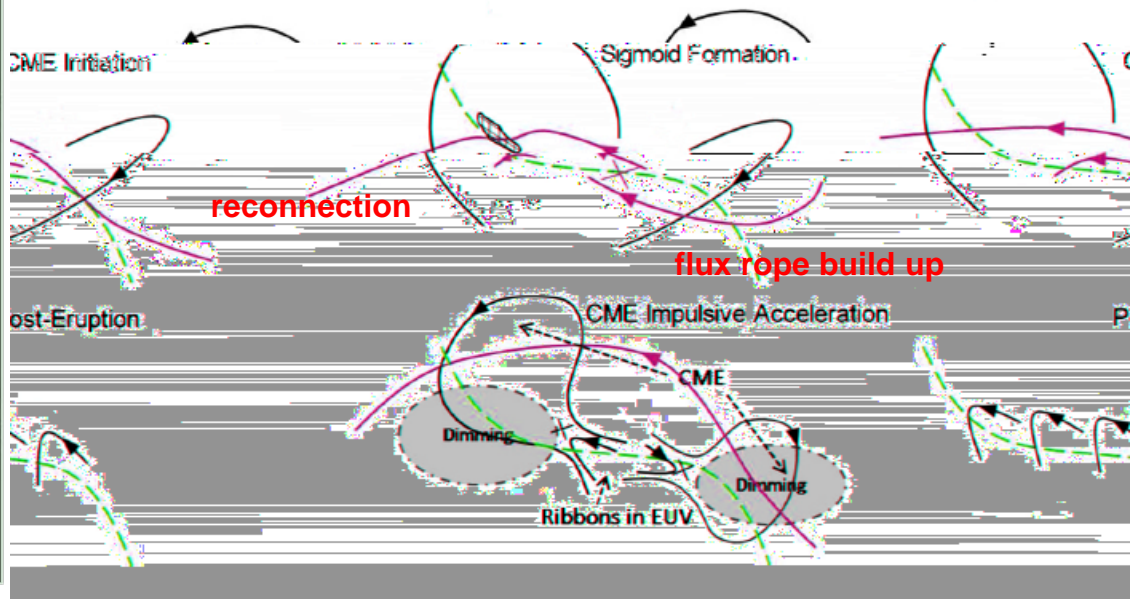 CME Initiation
Sigmoid Formation
reconnection
flux rope build up
ost-Eruption
CME Impulsive Acceleration
P
CME
Dimming
Dimming
Ribbons in EUV